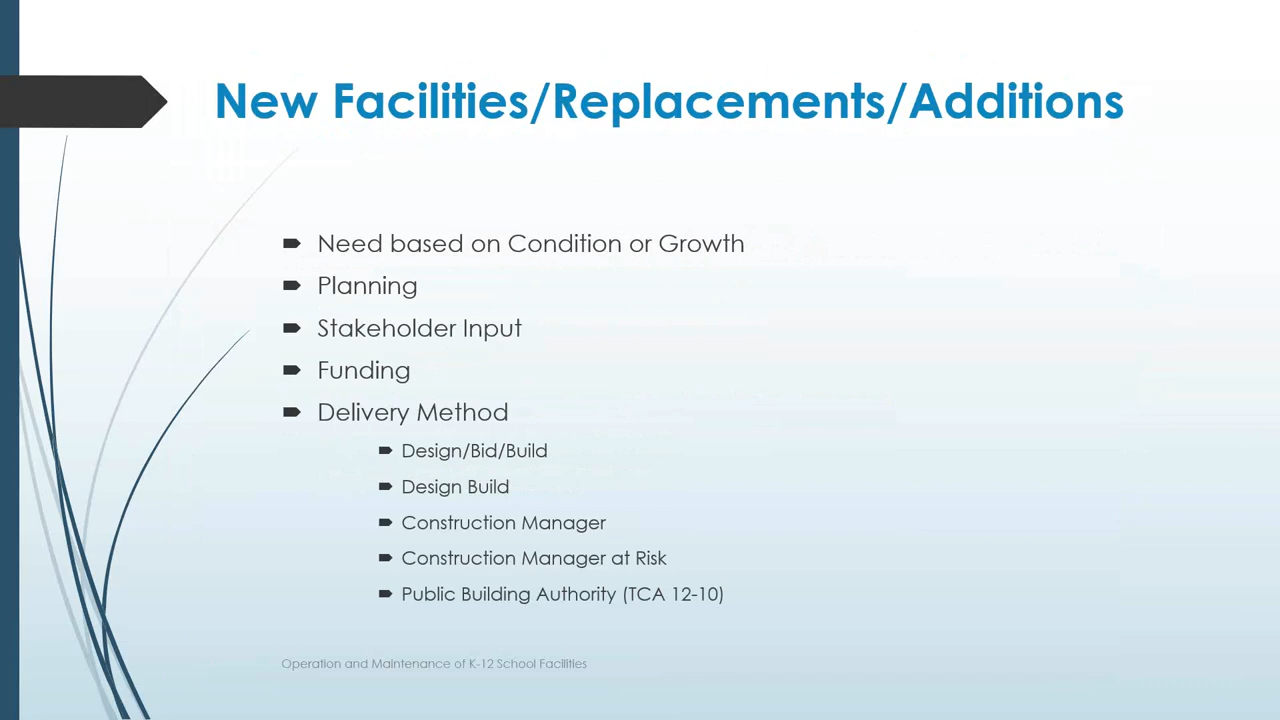 New Facilities/Replacements/Additions
Need based on Condition or Growth
Planning
Stakeholder Input
Funding
Delivery Method
Design/Bid/Build
Design Build
Construction Manager
Construction Manager at Risk
Public Building Authority (TCA 12-10)
Operation and Maintenance of K-12 School Facilities